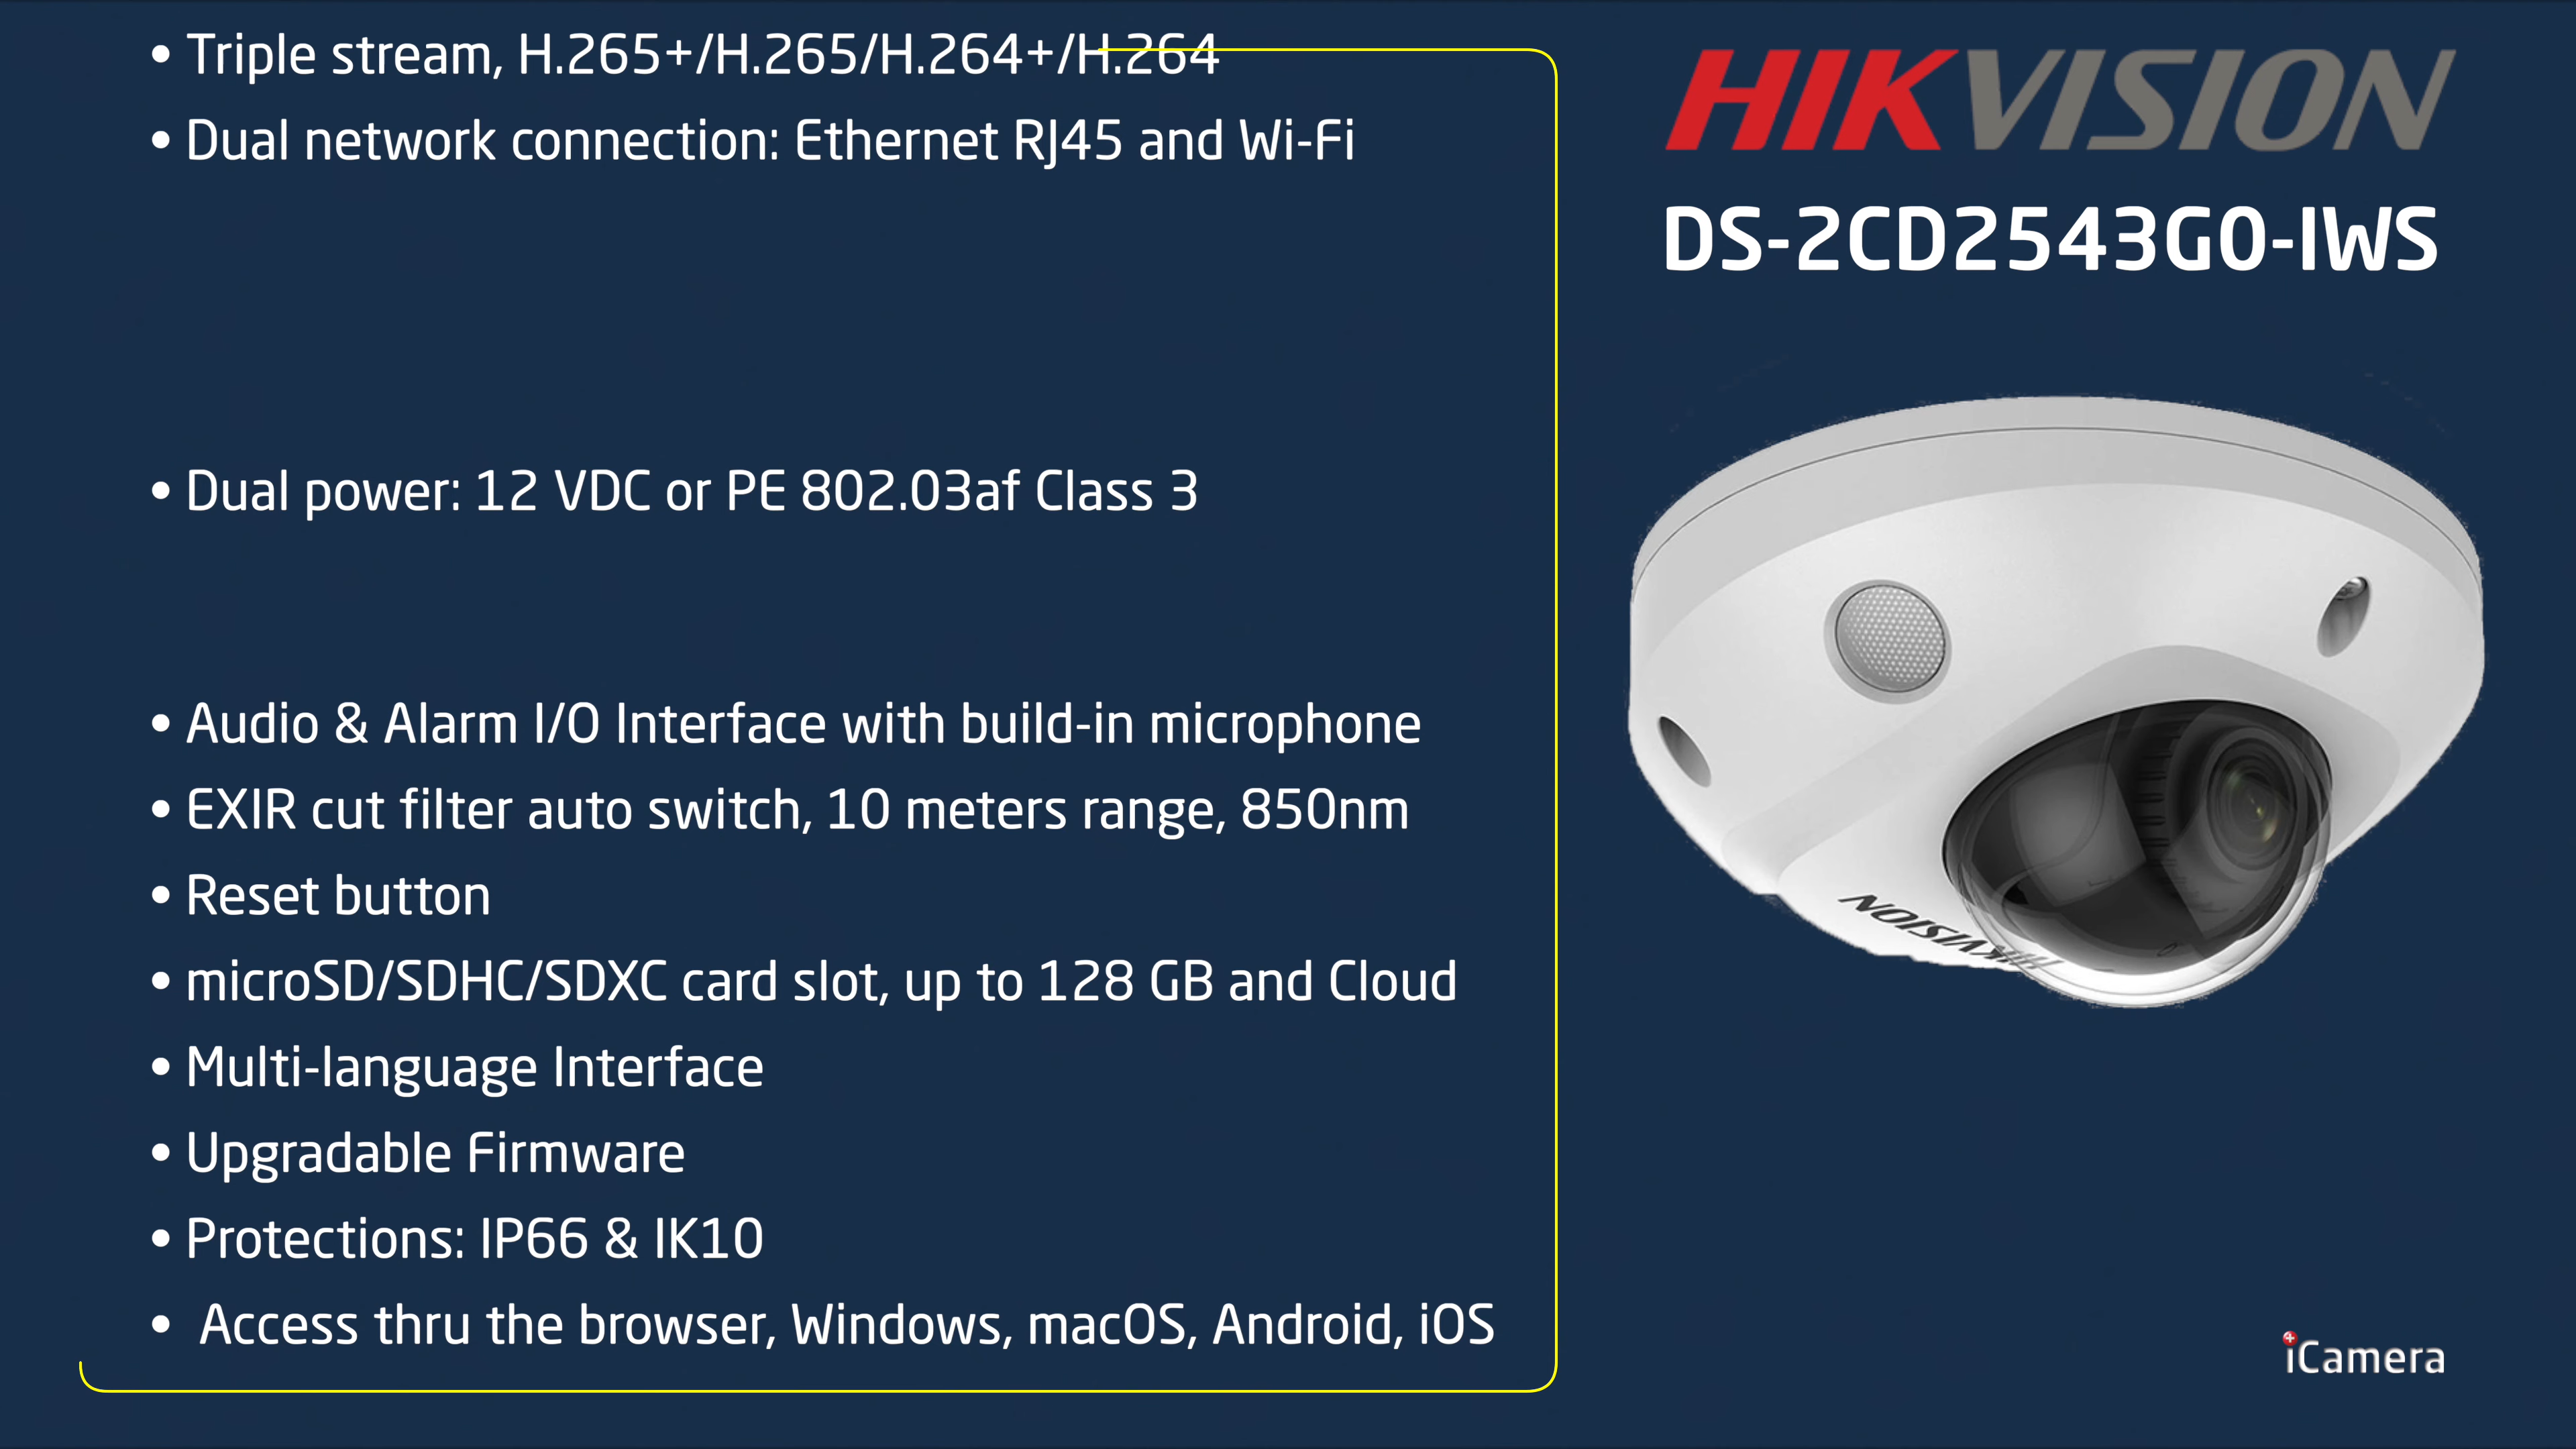 • Triple stream, H.265+/H.265/H.264+/H.264
• Dual network connection: Ethernet RJ45 and Wi-Fi
• Dual power: 12 VDC or PE 802.03af Class 3
• Audio & Alarm I/O Interface with build-in microphone
• EXIR cut filter auto switch, 10 meters range, 850nm
• Reset button
• microSD/SDHC/SDXC card slot, up to 128 GB and Cloud
• Multi-language Interface
• Upgradable Firmware
• Protections: IP66 & IK10
• Access thru the browser, Windows, macOS, Android, iOS
HIKVISION
DS-2CD2543G0-IWS
HIKVISION
iCamera